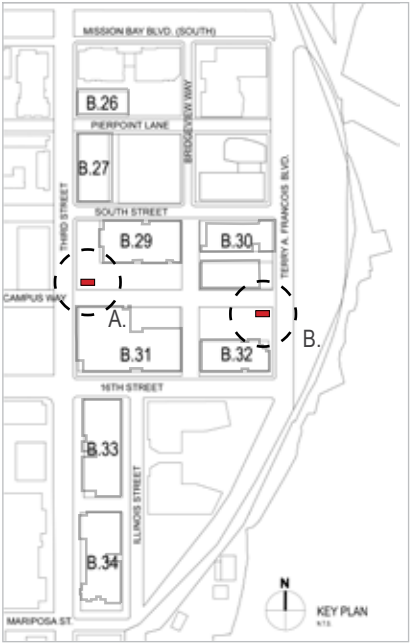 MISSION BAY BLVD. (SOUTH)
B.26
PIERPOINT LANE
BRIDGEVIEW WAY
B.27
THIRD STREET
SOUTH STREET
TERRY A. FRANCOIS BLVD.
B.29
B.30
CAMPUS WAY
A.
B.
B.31
B.32
16TH STREET
B.33
ILLINOIS STREET
B.34
MARIPOSA ST.
N
KEY PLAN
N.T.S.